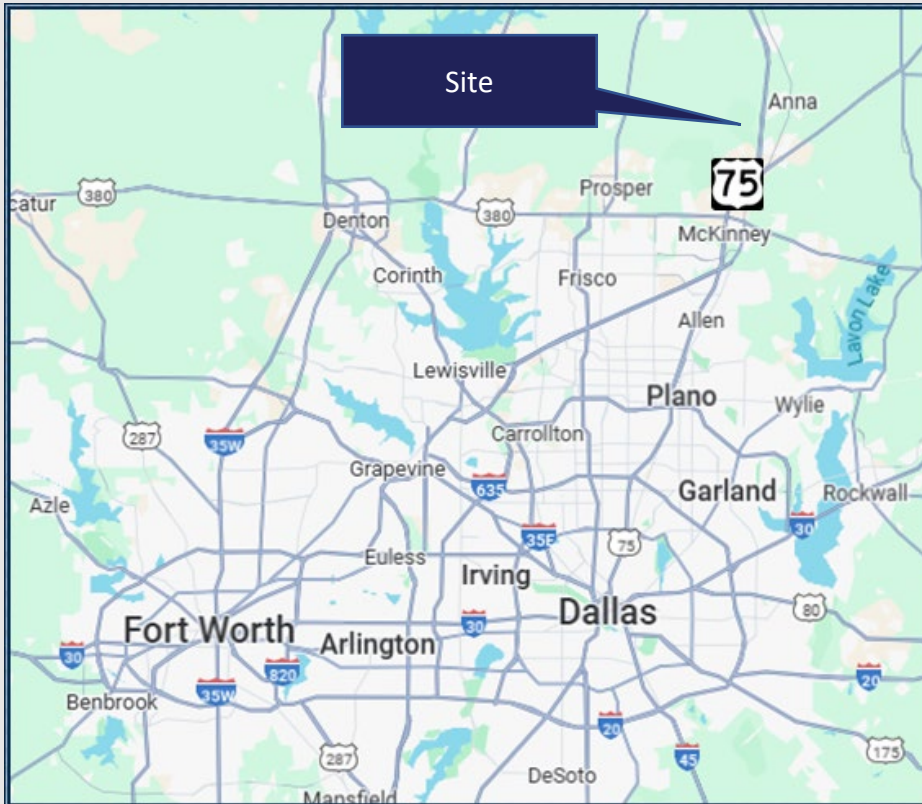 Site
Anna
75
380
Prosper
catur
380
Denton
McKinney
Corinth
Frisco
Lavon Lake
Allen
Lewisville
Plano
Wylie
287
35W
Carrollton
Grapevine
635
Garland
Rockwall
Azle
30
35E
75
Euless
Irving
80
Dallas
Fort Worth
30
Arlington
30
820
35W
20
Benbrook
20
175
287
45
DeSoto
Mansfield